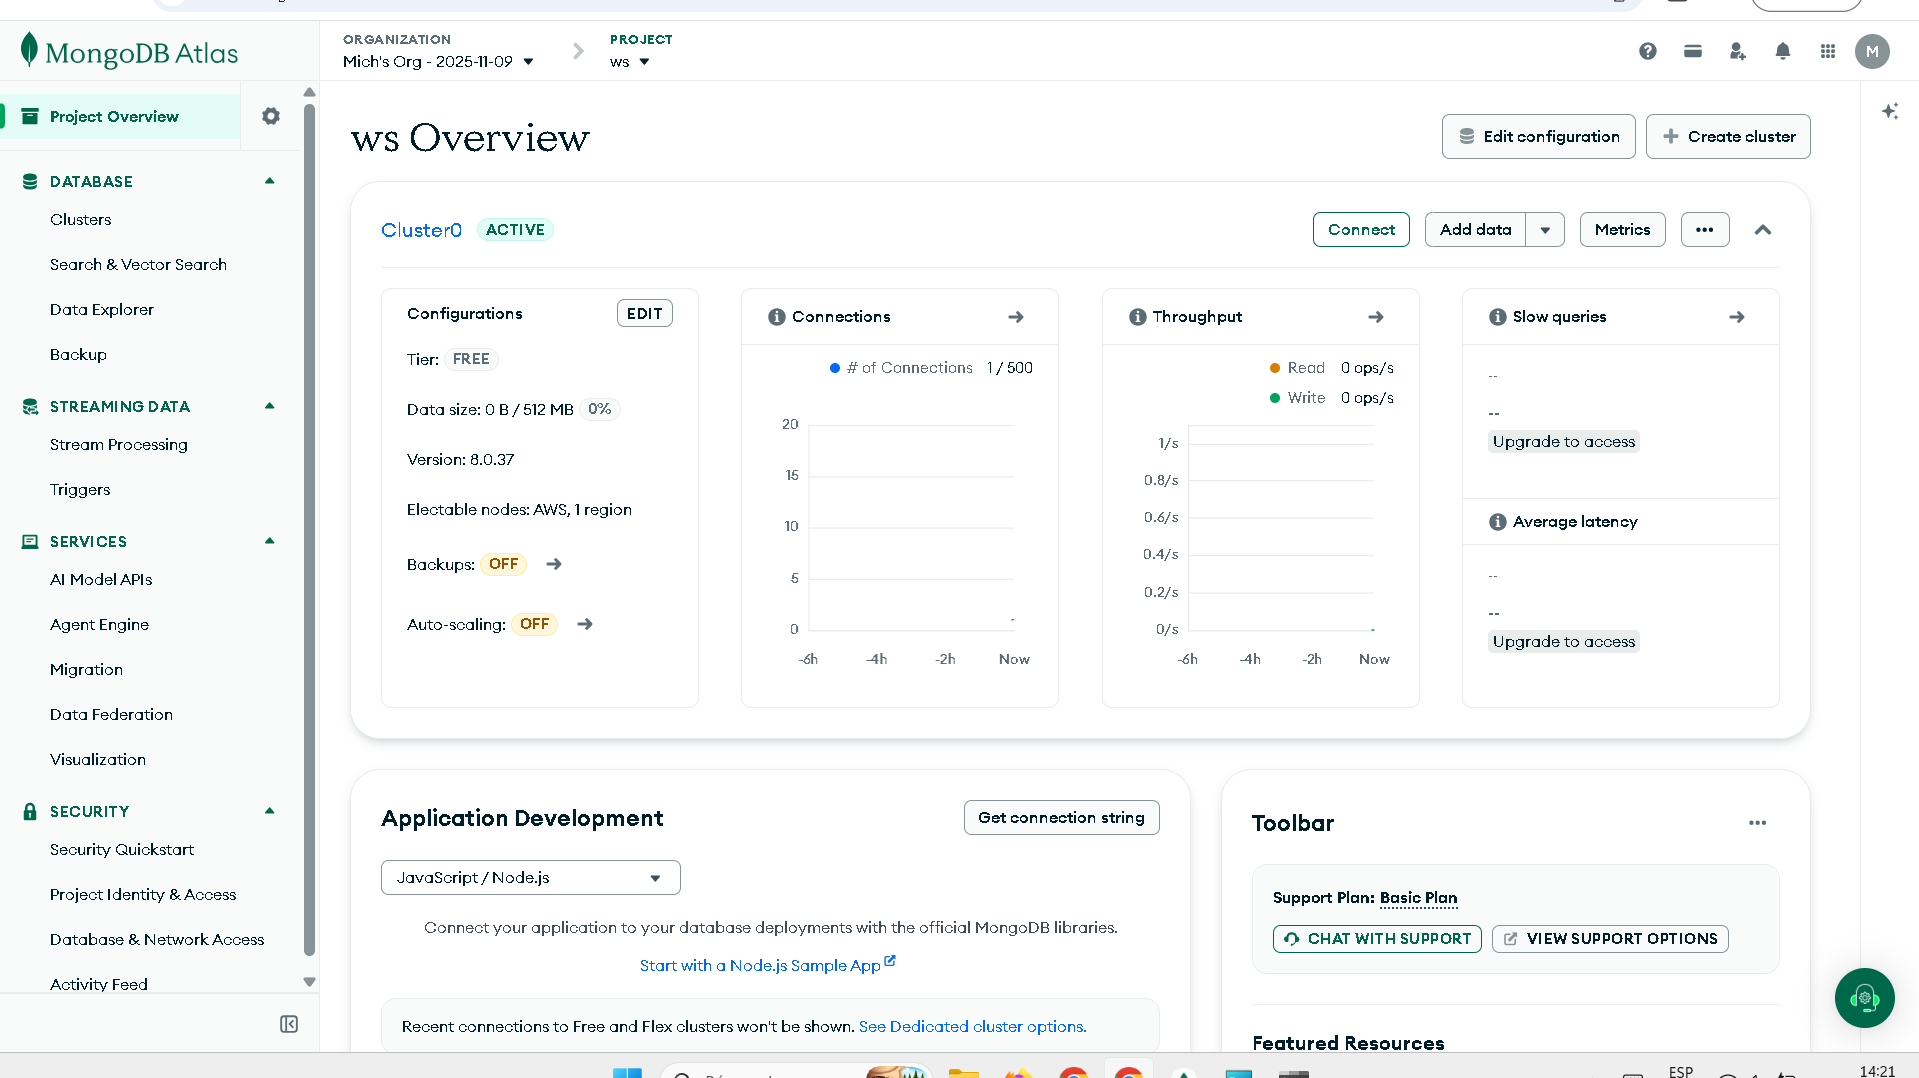 MongoDB Atlas
ORGANIZATION
Mich's Org - 2025-11-09
PROJECT
ws
M
Project Overview
DATABASE
Clusters
Search & Vector Search
Data Explorer
Backup
STREAMING DATA
Stream Processing
Triggers
SERVICES
AI Model APIs
Agent Engine
Migration
Data Federation
Visualization
SECURITY
Security Quickstart
Project Identity & Access
Database & Network Access
Activity Feed
ws Overview
Edit configuration
Create cluster
Cluster0 ACTIVE
Connect
Add data
Metrics
Configurations
EDIT
Tier: FREE
Data size: 0 B / 512 MB 0%
Version: 8.0.37
Electable nodes: AWS, 1 region
Backups: OFF
Auto-scaling: OFF
Connections
# of Connections 1 / 500
20
15
10
5
0
-6h -4h -2h Now
Throughput
Read 0 ops/s
Write 0 ops/s
1/s
0.8/s
0.6/s
0.4/s
0.2/s
0/s
-6h -4h -2h Now
Slow queries
--
--
Upgrade to access
Average latency
--
--
Upgrade to access
Application Development
Get connection string
JavaScript / Node.js
Connect your application to your database deployments with the official MongoDB libraries.
Start with a Node.js Sample App
Recent connections to Free and Flex clusters won't be shown. See Dedicated cluster options.
Toolbar
Support Plan: Basic Plan
CHAT WITH SUPPORT
VIEW SUPPORT OPTIONS
Featured Resources
ESP
14:21